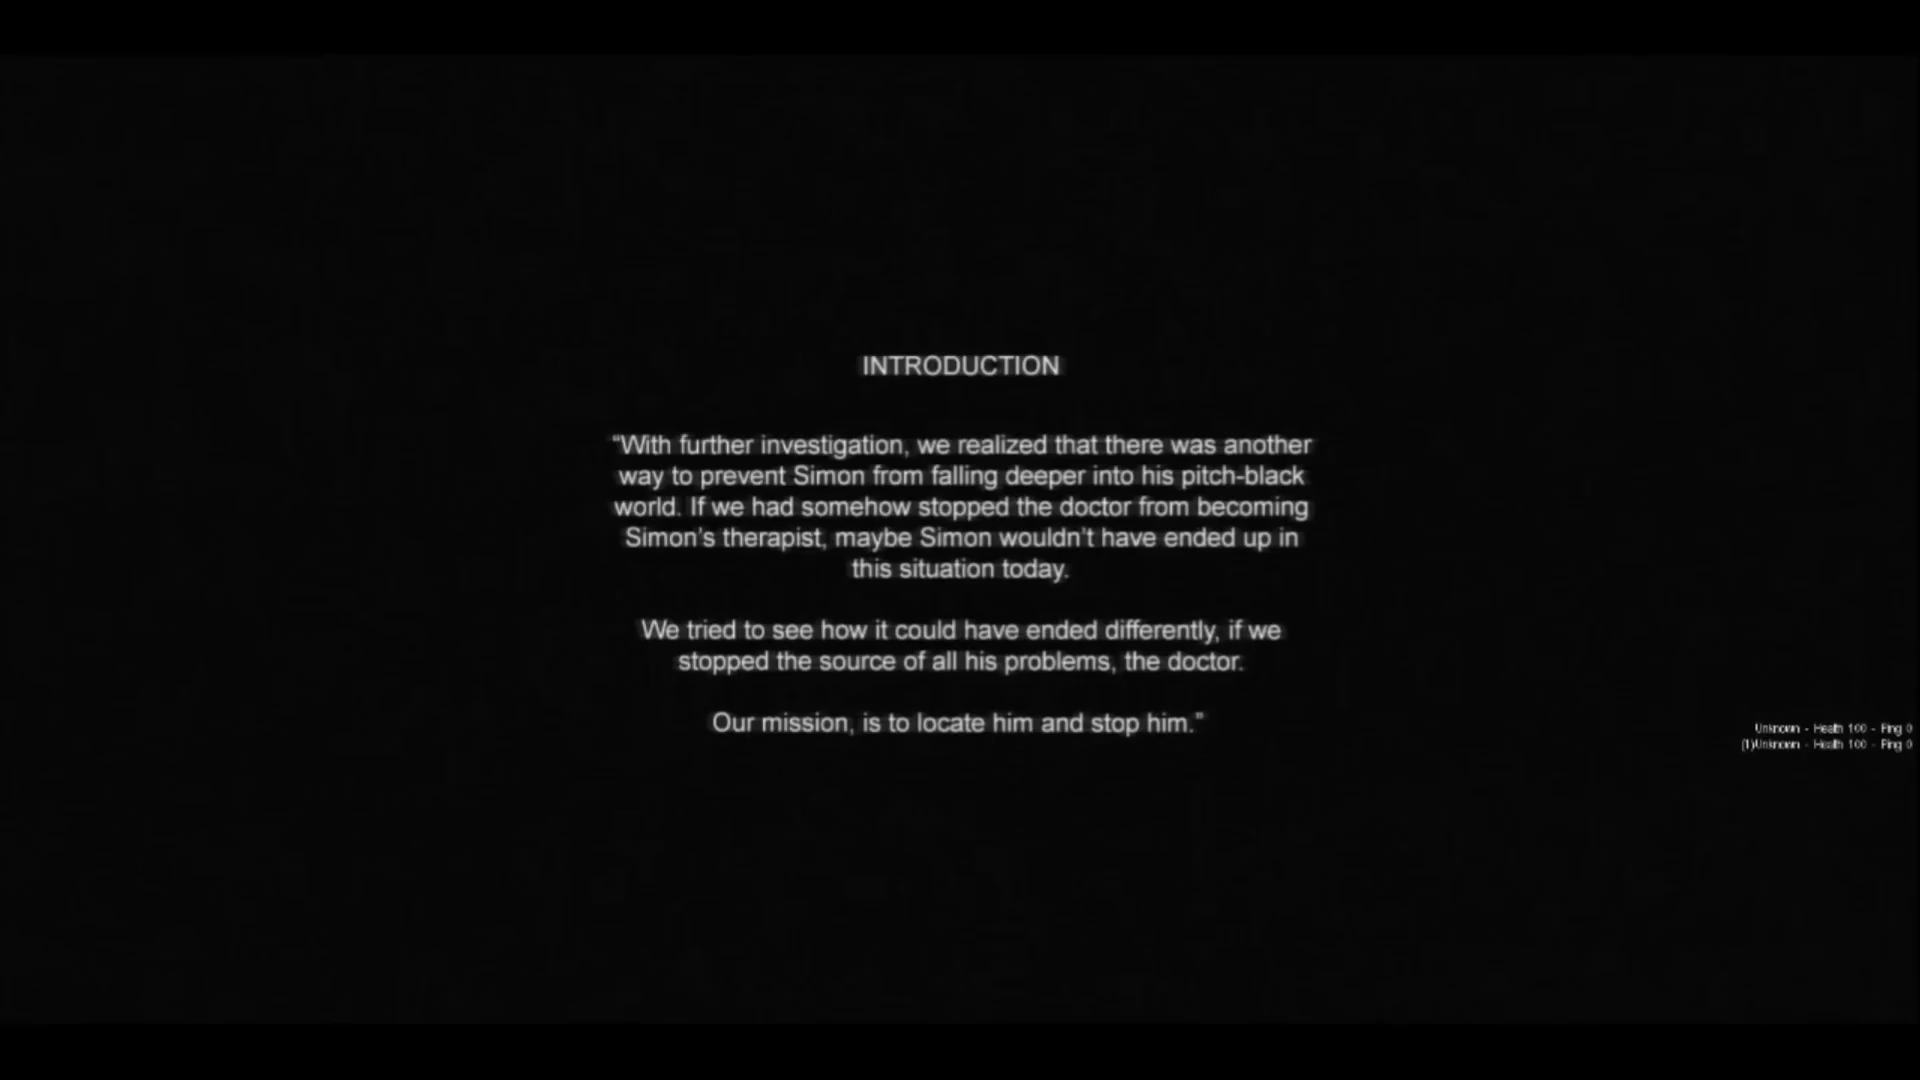 INTRODUCTION
“With further investigation, we realized that there was another
way to prevent Simon from falling deeper into his pitch-black
world. If we had somehow stopped the doctor from becoming
Simon’s therapist, maybe Simon wouldn’t have ended up in
this situation today.
We tried to see how it could have ended differently, if we
stopped the source of all his problems, the doctor.
Our mission, is to locate him and stop him.”
Unknown - Health 100 - Ping 0
(1)Unknown - Health 100 - Ping 0